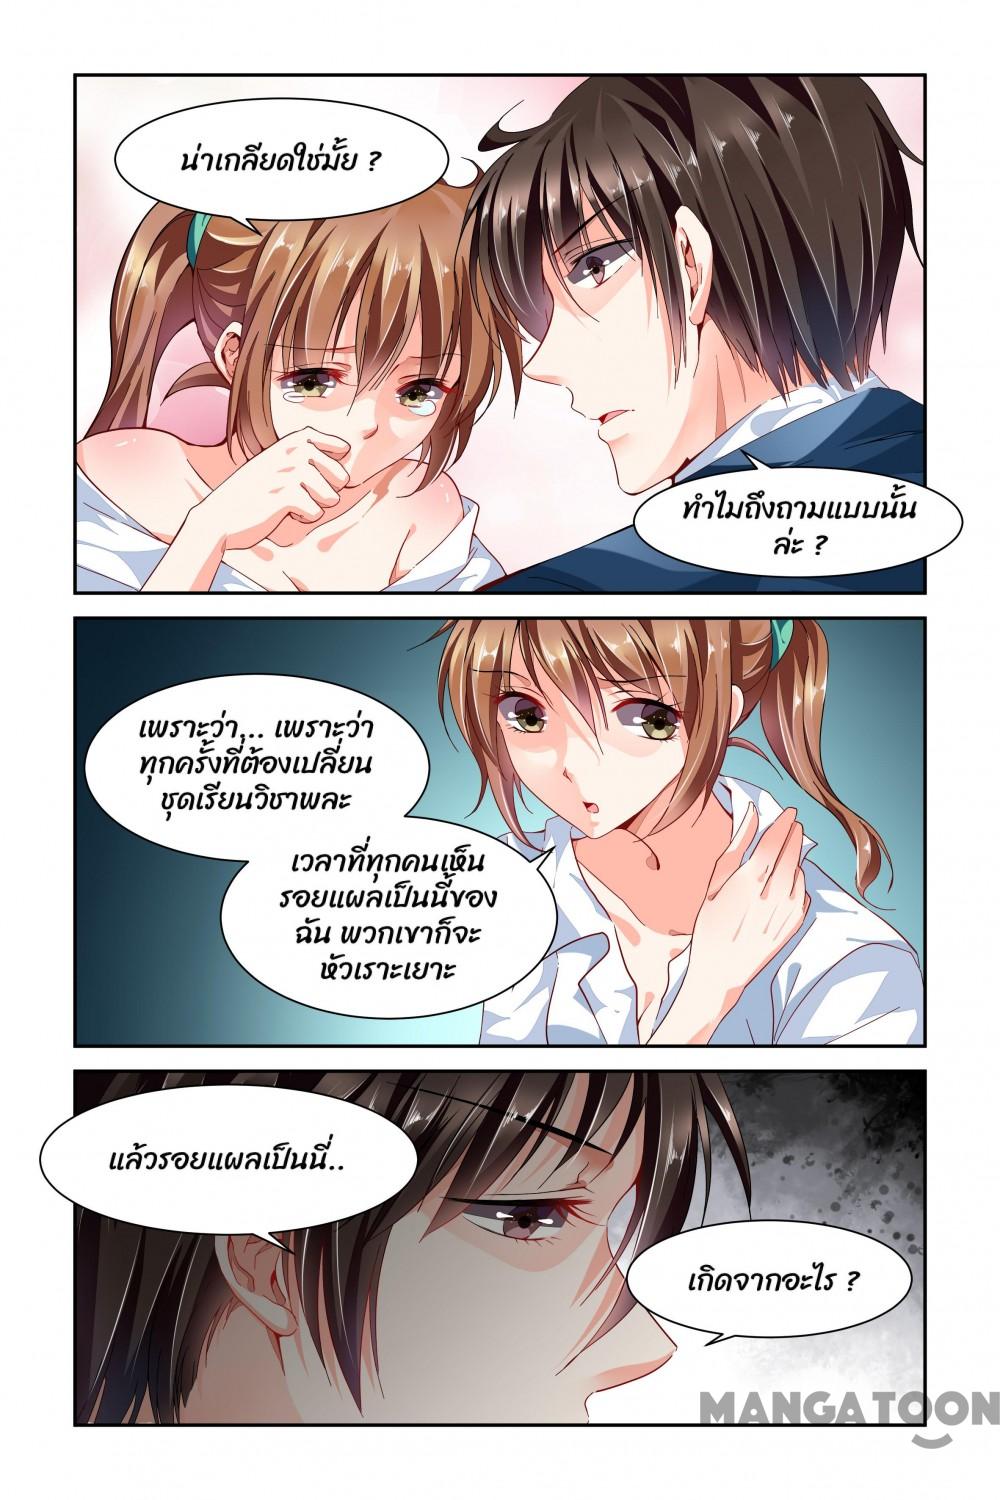 น่าเกลียดใช่มั้ย ?
ทำไมถึงถามแบบนั้น
ล่ะ ?
เพราะว่า... เพราะว่า
ทุกครั้งที่ต้องเปลี่ยน
ชุดเรียนวิชาพละ
เวลาที่ทุกคนเห็น
รอยแผลเป็นนี้ของ
ฉัน พวกเขาก็จะ
หัวเราะเยาะ
แล้วรอยแผลเป็นนี่..
เกิดจากอะไร ?
MANGATOON